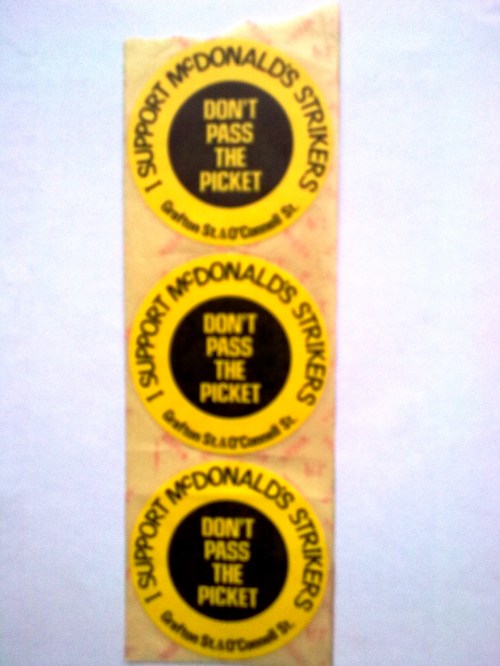 I SUPPORT McDONALD'S STRIKERS
DON'T
PASS
THE
PICKET
Grafton St. & O'Connell St.
I SUPPORT McDONALD'S STRIKERS
DON'T
PASS
THE
PICKET
Grafton St. & O'Connell St.
I SUPPORT McDONALD'S STRIKERS
DON'T
PASS
THE
PICKET
Grafton St. & O'Connell St.